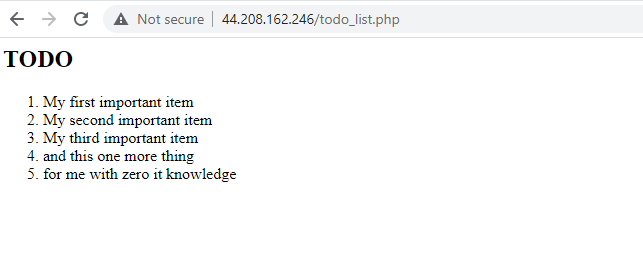 Not secure | 44.208.162.246/todo_list.php
TODO
1. My first important item
2. My second important item
3. My third important item
4. and this one more thing
5. for me with zero it knowledge